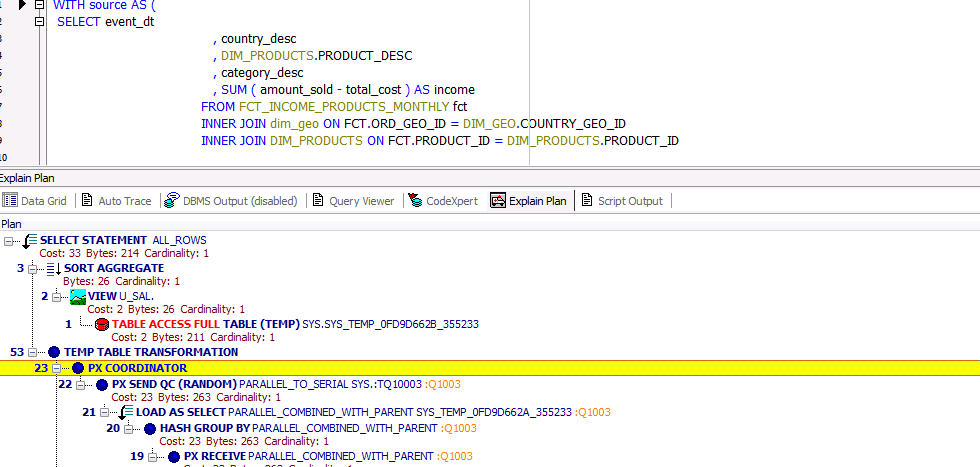 1 WITH source AS (
2 SELECT event_dt
, country_desc
, DIM_PRODUCTS.PRODUCT_DESC
, category_desc
, SUM ( amount_sold - total_cost ) AS income
FROM FCT_INCOME_PRODUCTS_MONTHLY fct
INNER JOIN dim_geo ON FCT.ORD_GEO_ID = DIM_GEO.COUNTRY_GEO_ID
INNER JOIN DIM_PRODUCTS ON FCT.PRODUCT_ID = DIM_PRODUCTS.PRODUCT_ID
10
Explain Plan
Data Grid Auto Trace DBMS Output (disabled) Query Viewer CodeXpert Explain Plan Script Output
Plan
SELECT STATEMENT ALL_ROWS
Cost: 33 Bytes: 214 Cardinality: 1
3 SORT AGGREGATE
Bytes: 26 Cardinality: 1
2 VIEW U_SAL.
Cost: 2 Bytes: 26 Cardinality: 1
1 TABLE ACCESS FULL TABLE (TEMP) SYS.SYS_TEMP_0FD9D662B_355233
Cost: 2 Bytes: 211 Cardinality: 1
53 TEMP TABLE TRANSFORMATION
23 PX COORDINATOR
22 PX SEND QC (RANDOM) PARALLEL_TO_SERIAL SYS.:TQ10003 :Q1003
Cost: 23 Bytes: 263 Cardinality: 1
21 LOAD AS SELECT PARALLEL_COMBINED_WITH_PARENT SYS_TEMP_0FD9D662A_355233 :Q1003
20 HASH GROUP BY PARALLEL_COMBINED_WITH_PARENT :Q1003
Cost: 23 Bytes: 263 Cardinality: 1
19 PX RECEIVE PARALLEL_COMBINED_WITH_PARENT :Q1003